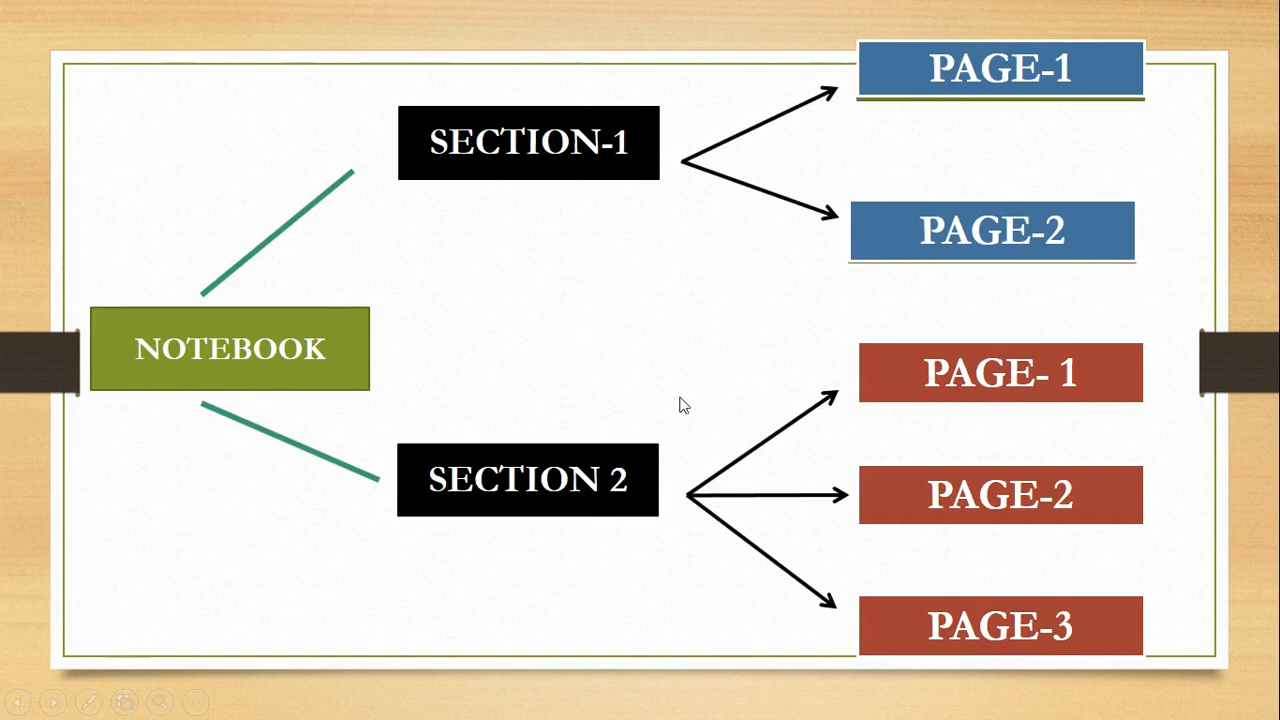 PAGE-1
SECTION-1
PAGE-2
NOTEBOOK
PAGE- 1
SECTION 2
PAGE-2
PAGE-3